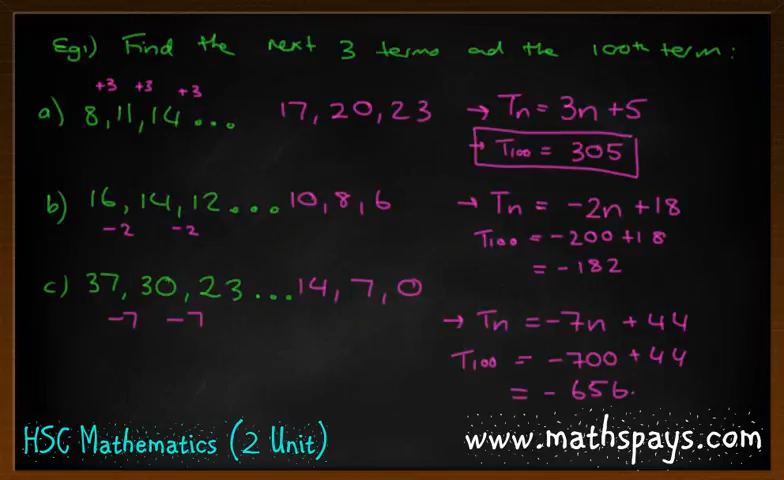 Eg1) Find the next 3 terms and the 100th term:
+3 +3 +3
a) 8, 11, 14 ... 17, 20, 23 → Tn = 3n + 5
→ T100 = 305
b) 16, 14, 12 .... 10, 8, 6 → Tn = -2n + 18
-2 -2 T100 = -200 + 18
= -182
c) 37, 30, 23 ... 14, 7, 0
-7 -7 → Tn = -7n + 44
T100 = -700 + 44
= -656.
HSC Mathematics (2 Unit) www.mathspays.com